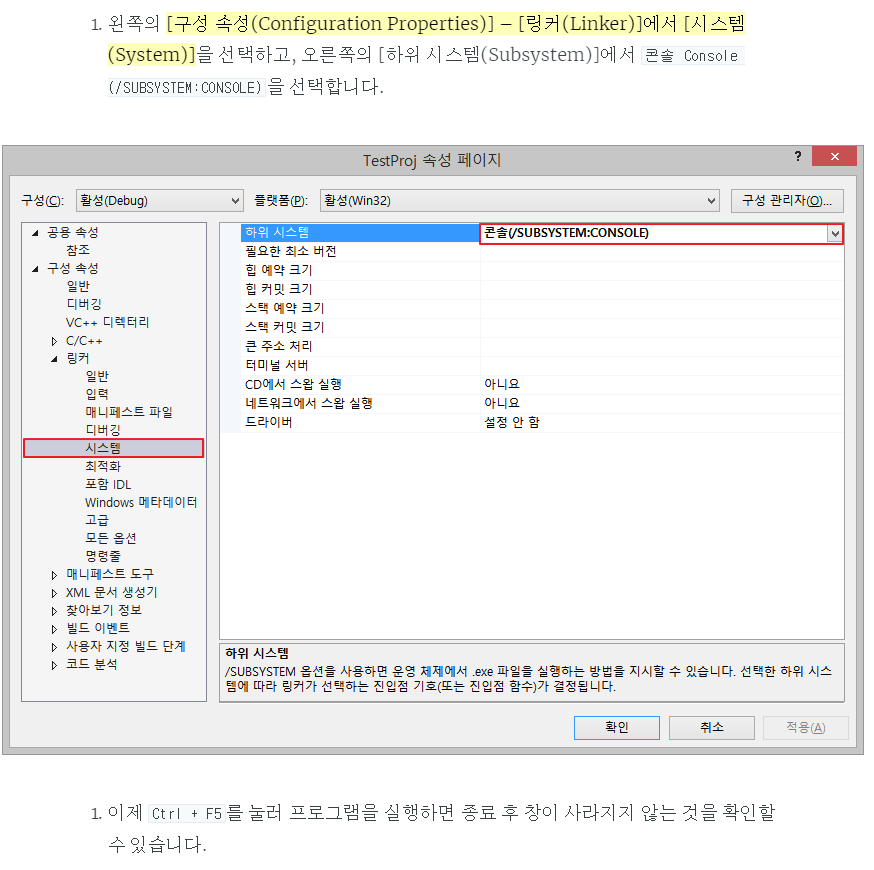 1. 왼쪽의 [구성 속성(Configuration Properties)] – [링커(Linker)]에서 [시스템
(System)]을 선택하고, 오른쪽의 [하위 시스템(Subsystem)]에서 콘솔 Console
(/SUBSYSTEM:CONSOLE)을 선택합니다.
TestProj 속성 페이지
? ×
구성(C): 활성(Debug) 플랫폼(P): 활성(Win32) 구성 관리자(O)...
공용 속성
참조
구성 속성
일반
디버깅
VC++ 디렉터리
C/C++
링커
일반
입력
매니페스트 파일
디버깅
시스템
최적화
포함 IDL
Windows 메타데이터
고급
모든 옵션
명령줄
매니페스트 도구
XML 문서 생성기
찾아보기 정보
빌드 이벤트
사용자 지정 빌드 단계
코드 분석
하위 시스템 콘솔(/SUBSYSTEM:CONSOLE)
필요한 최소 버전
힙 예약 크기
힙 커밋 크기
스택 예약 크기
스택 커밋 크기
큰 주소 처리
터미널 서버
CD에서 스왑 실행 아니요
네트워크에서 스왑 실행 아니요
드라이버 설정 안 함
하위 시스템
/SUBSYSTEM 옵션을 사용하면 운영 체제에서 .exe 파일을 실행하는 방법을 지시할 수 있습니다. 선택한 하위 시스
템에 따라 링커가 선택하는 진입점 기호(또는 진입점 함수)가 결정됩니다.
확인 취소 적용(A)
1. 이제 Ctrl + F5를 눌러 프로그램을 실행하면 종료 후 창이 사라지지 않는 것을 확인할
수 있습니다.